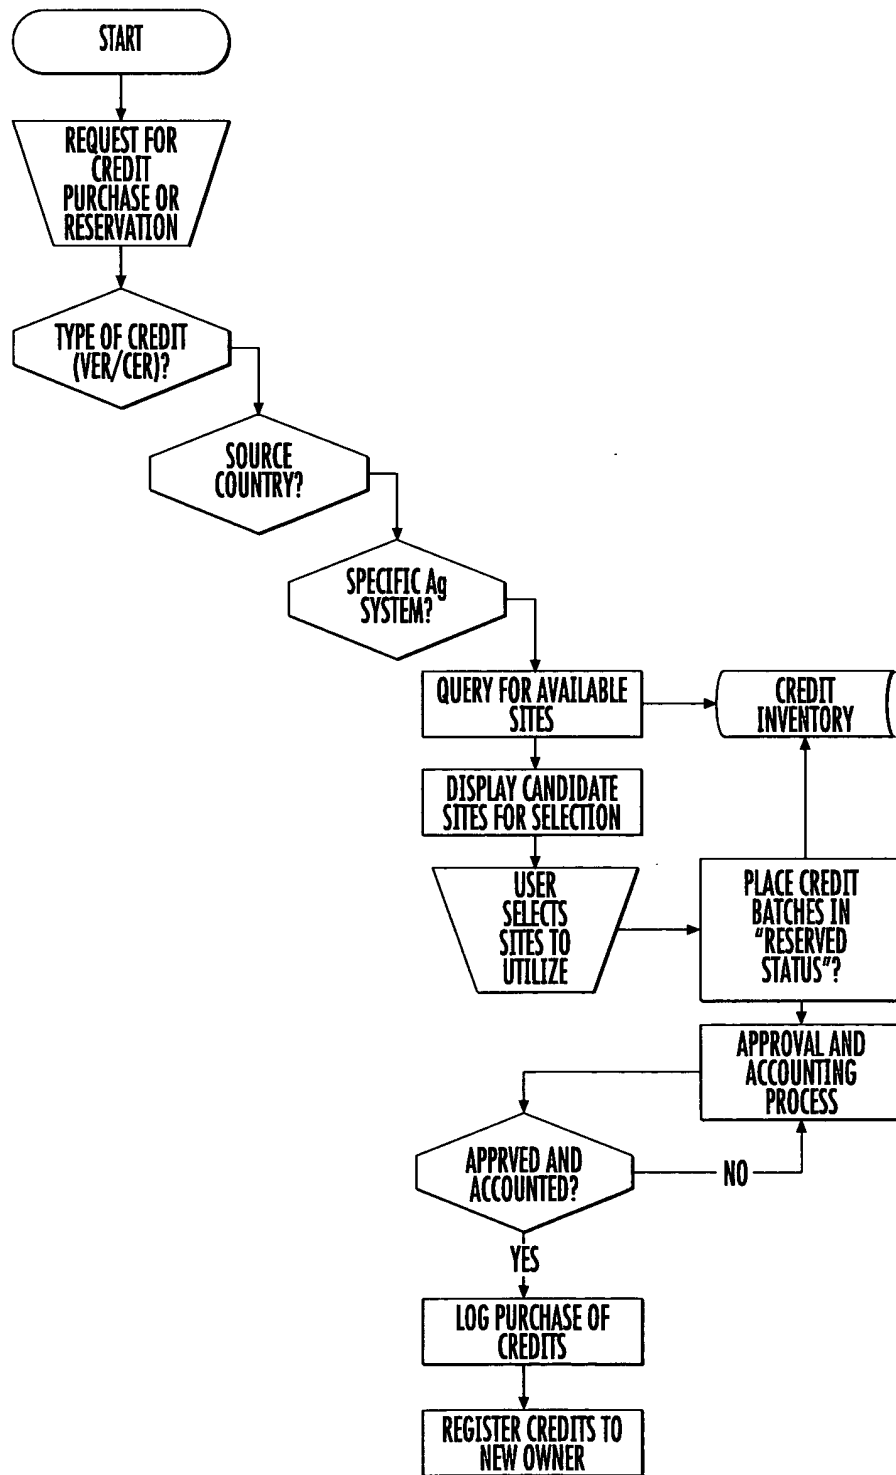 START
REQUEST FOR
CREDIT
PURCHASE OR
RESERVATION
TYPE OF CREDIT
(VER/CER)?
SOURCE
COUNTRY?
SPECIFIC Ag
SYSTEM?
QUERY FOR AVAILABLE
SITES
CREDIT
INVENTORY
DISPLAY CANDIDATE
SITES FOR SELECTION
USER
SELECTS
SITES TO
UTILIZE
PLACE CREDIT
BATCHES IN
“RESERVED
STATUS”?
APPROVAL AND
ACCOUNTING
PROCESS
APPRVED AND
ACCOUNTED?
NO
YES
LOG PURCHASE OF
CREDITS
REGISTER CREDITS TO
NEW OWNER